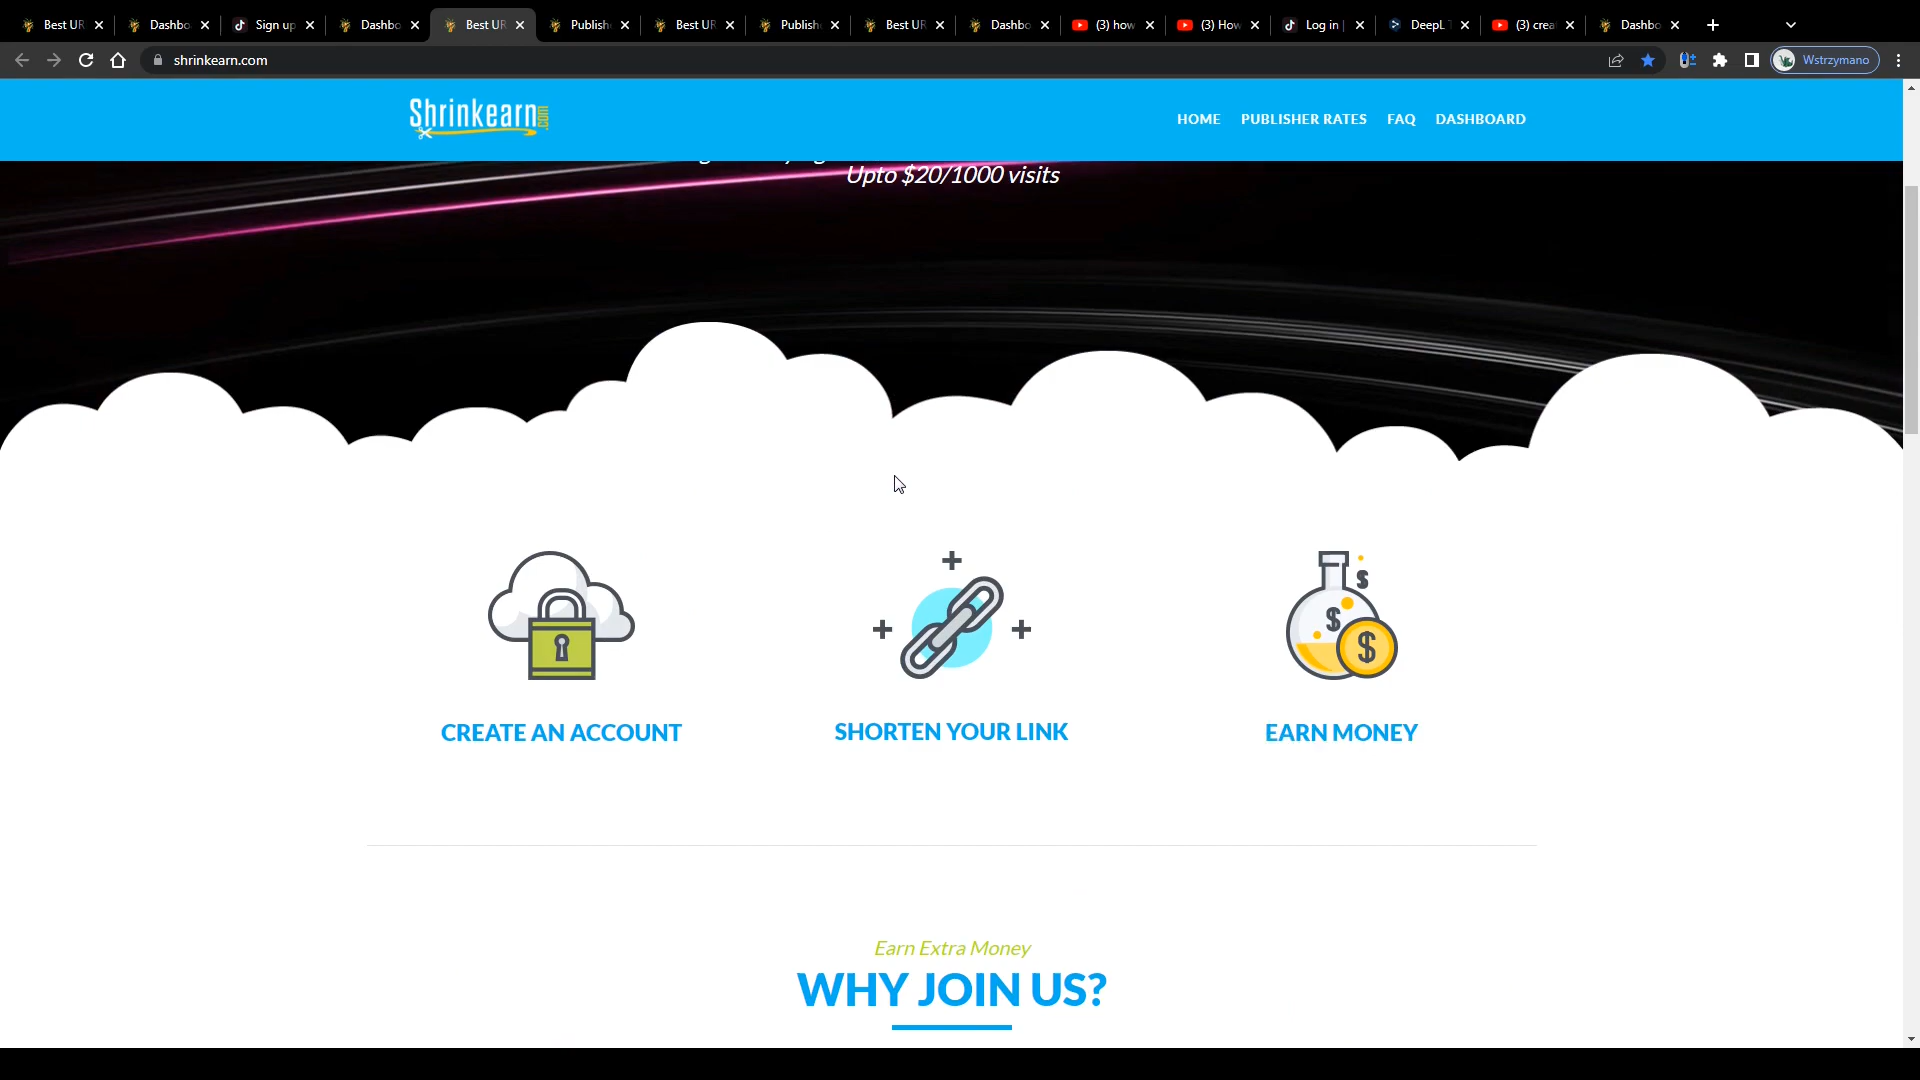 Best UR
Dashbo
Sign up
Dashbo
Best UR
Publish
Best UR
Publish
Best UR
Dashbo
(3) how
(3) How
Log in |
DeepL T
(3) crea
Dashbo
shrinkearn.com
Wstrzymano
Shrinkearn.com
HOME
PUBLISHER RATES
FAQ
DASHBOARD
Upto $20/1000 visits
CREATE AN ACCOUNT
SHORTEN YOUR LINK
EARN MONEY
Earn Extra Money
WHY JOIN US?